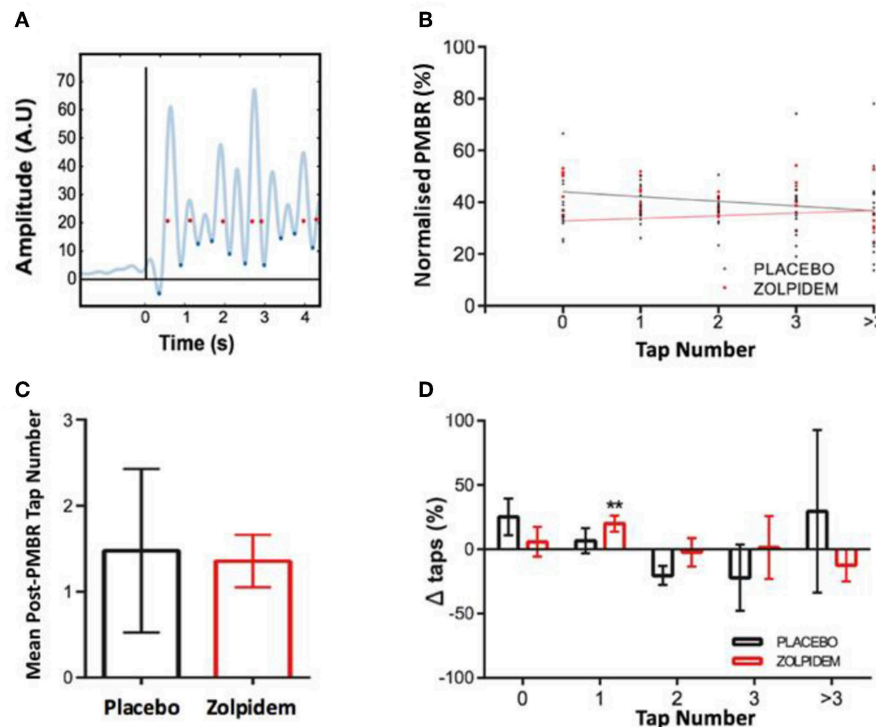 A
Amplitude (A.U)
70
60
50
40
30
20
10
0
0 1 2 3 4
Time (s)
B
Normalised PMBR (%)
100
80
60
40
20
0
PLACEBO
ZOLPIDEM
0 1 2 3 >3
Tap Number
C
Mean Post-PMBR Tap Number
3
2
1
0
Placebo Zolpidem
D
Δ taps (%)
100
50
0
-50
-100
**
PLACEBO
ZOLPIDEM
0 1 2 3 >3
Tap Number